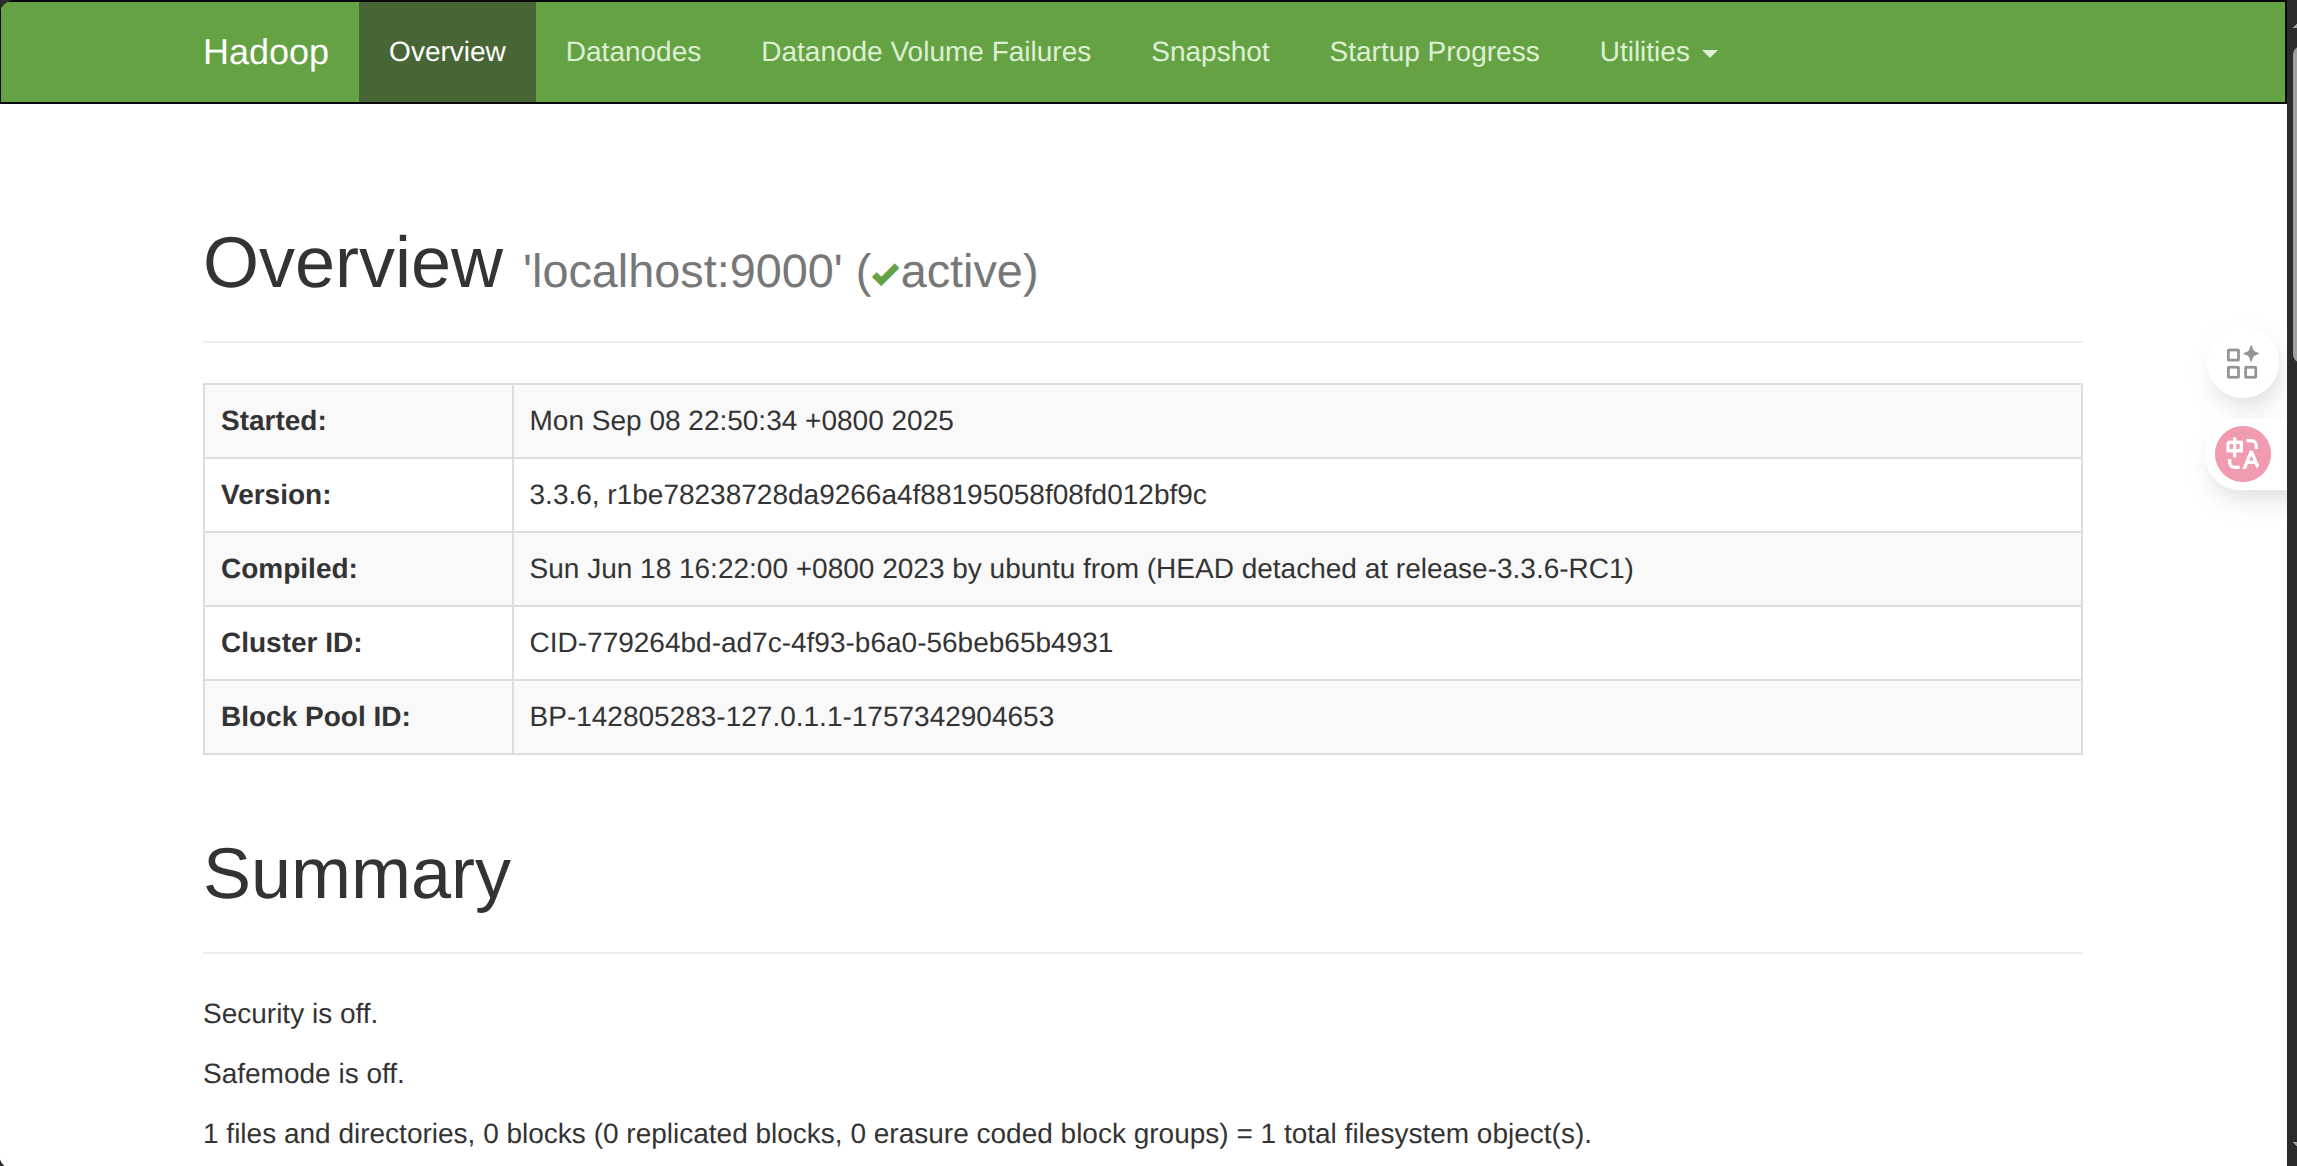 Hadoop Overview Datanodes Datanode Volume Failures Snapshot Startup Progress Utilities
Overview 'localhost:9000' (✔active)
Started: Mon Sep 08 22:50:34 +0800 2025
Version: 3.3.6, r1be78238728da9266a4f88195058f08fd012bf9c
Compiled: Sun Jun 18 16:22:00 +0800 2023 by ubuntu from (HEAD detached at release-3.3.6-RC1)
Cluster ID: CID-779264bd-ad7c-4f93-b6a0-56beb65b4931
Block Pool ID: BP-142805283-127.0.1.1-1757342904653
中A
Summary
Security is off.
Safemode is off.
1 files and directories, 0 blocks (0 replicated blocks, 0 erasure coded block groups) = 1 total filesystem object(s).